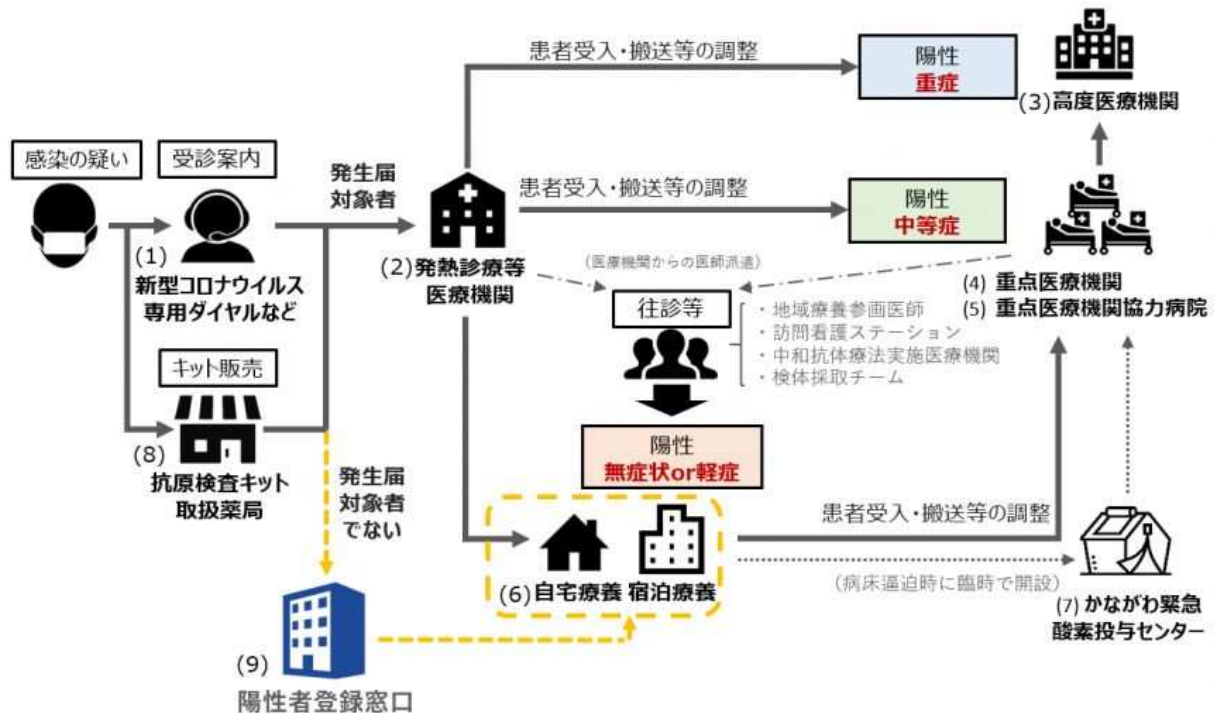 患者受入・搬送等の調整
陽性
重症
(3)高度医療機関
感染の疑い
受診案内
発生届
対象者
患者受入・搬送等の調整
陽性
中等症
(1)
新型コロナウイルス
専用ダイヤルなど
(2)発熱診療等
医療機関
(医療機関からの医師派遣)
往診等
・地域療養参画医師
・訪問看護ステーション
・中和抗体療法実施医療機関
・検体採取チーム
(4) 重点医療機関
(5) 重点医療機関協力病院
キット販売
(8)
抗原検査キット
取扱薬局
発生届
対象者
でない
陽性
無症状or軽症
患者受入・搬送等の調整
(6)自宅療養 宿泊療養
(病床逼迫時に臨時で開設)
(7) かながわ緊急
酸素投与センター
(9)
陽性者登録窓口